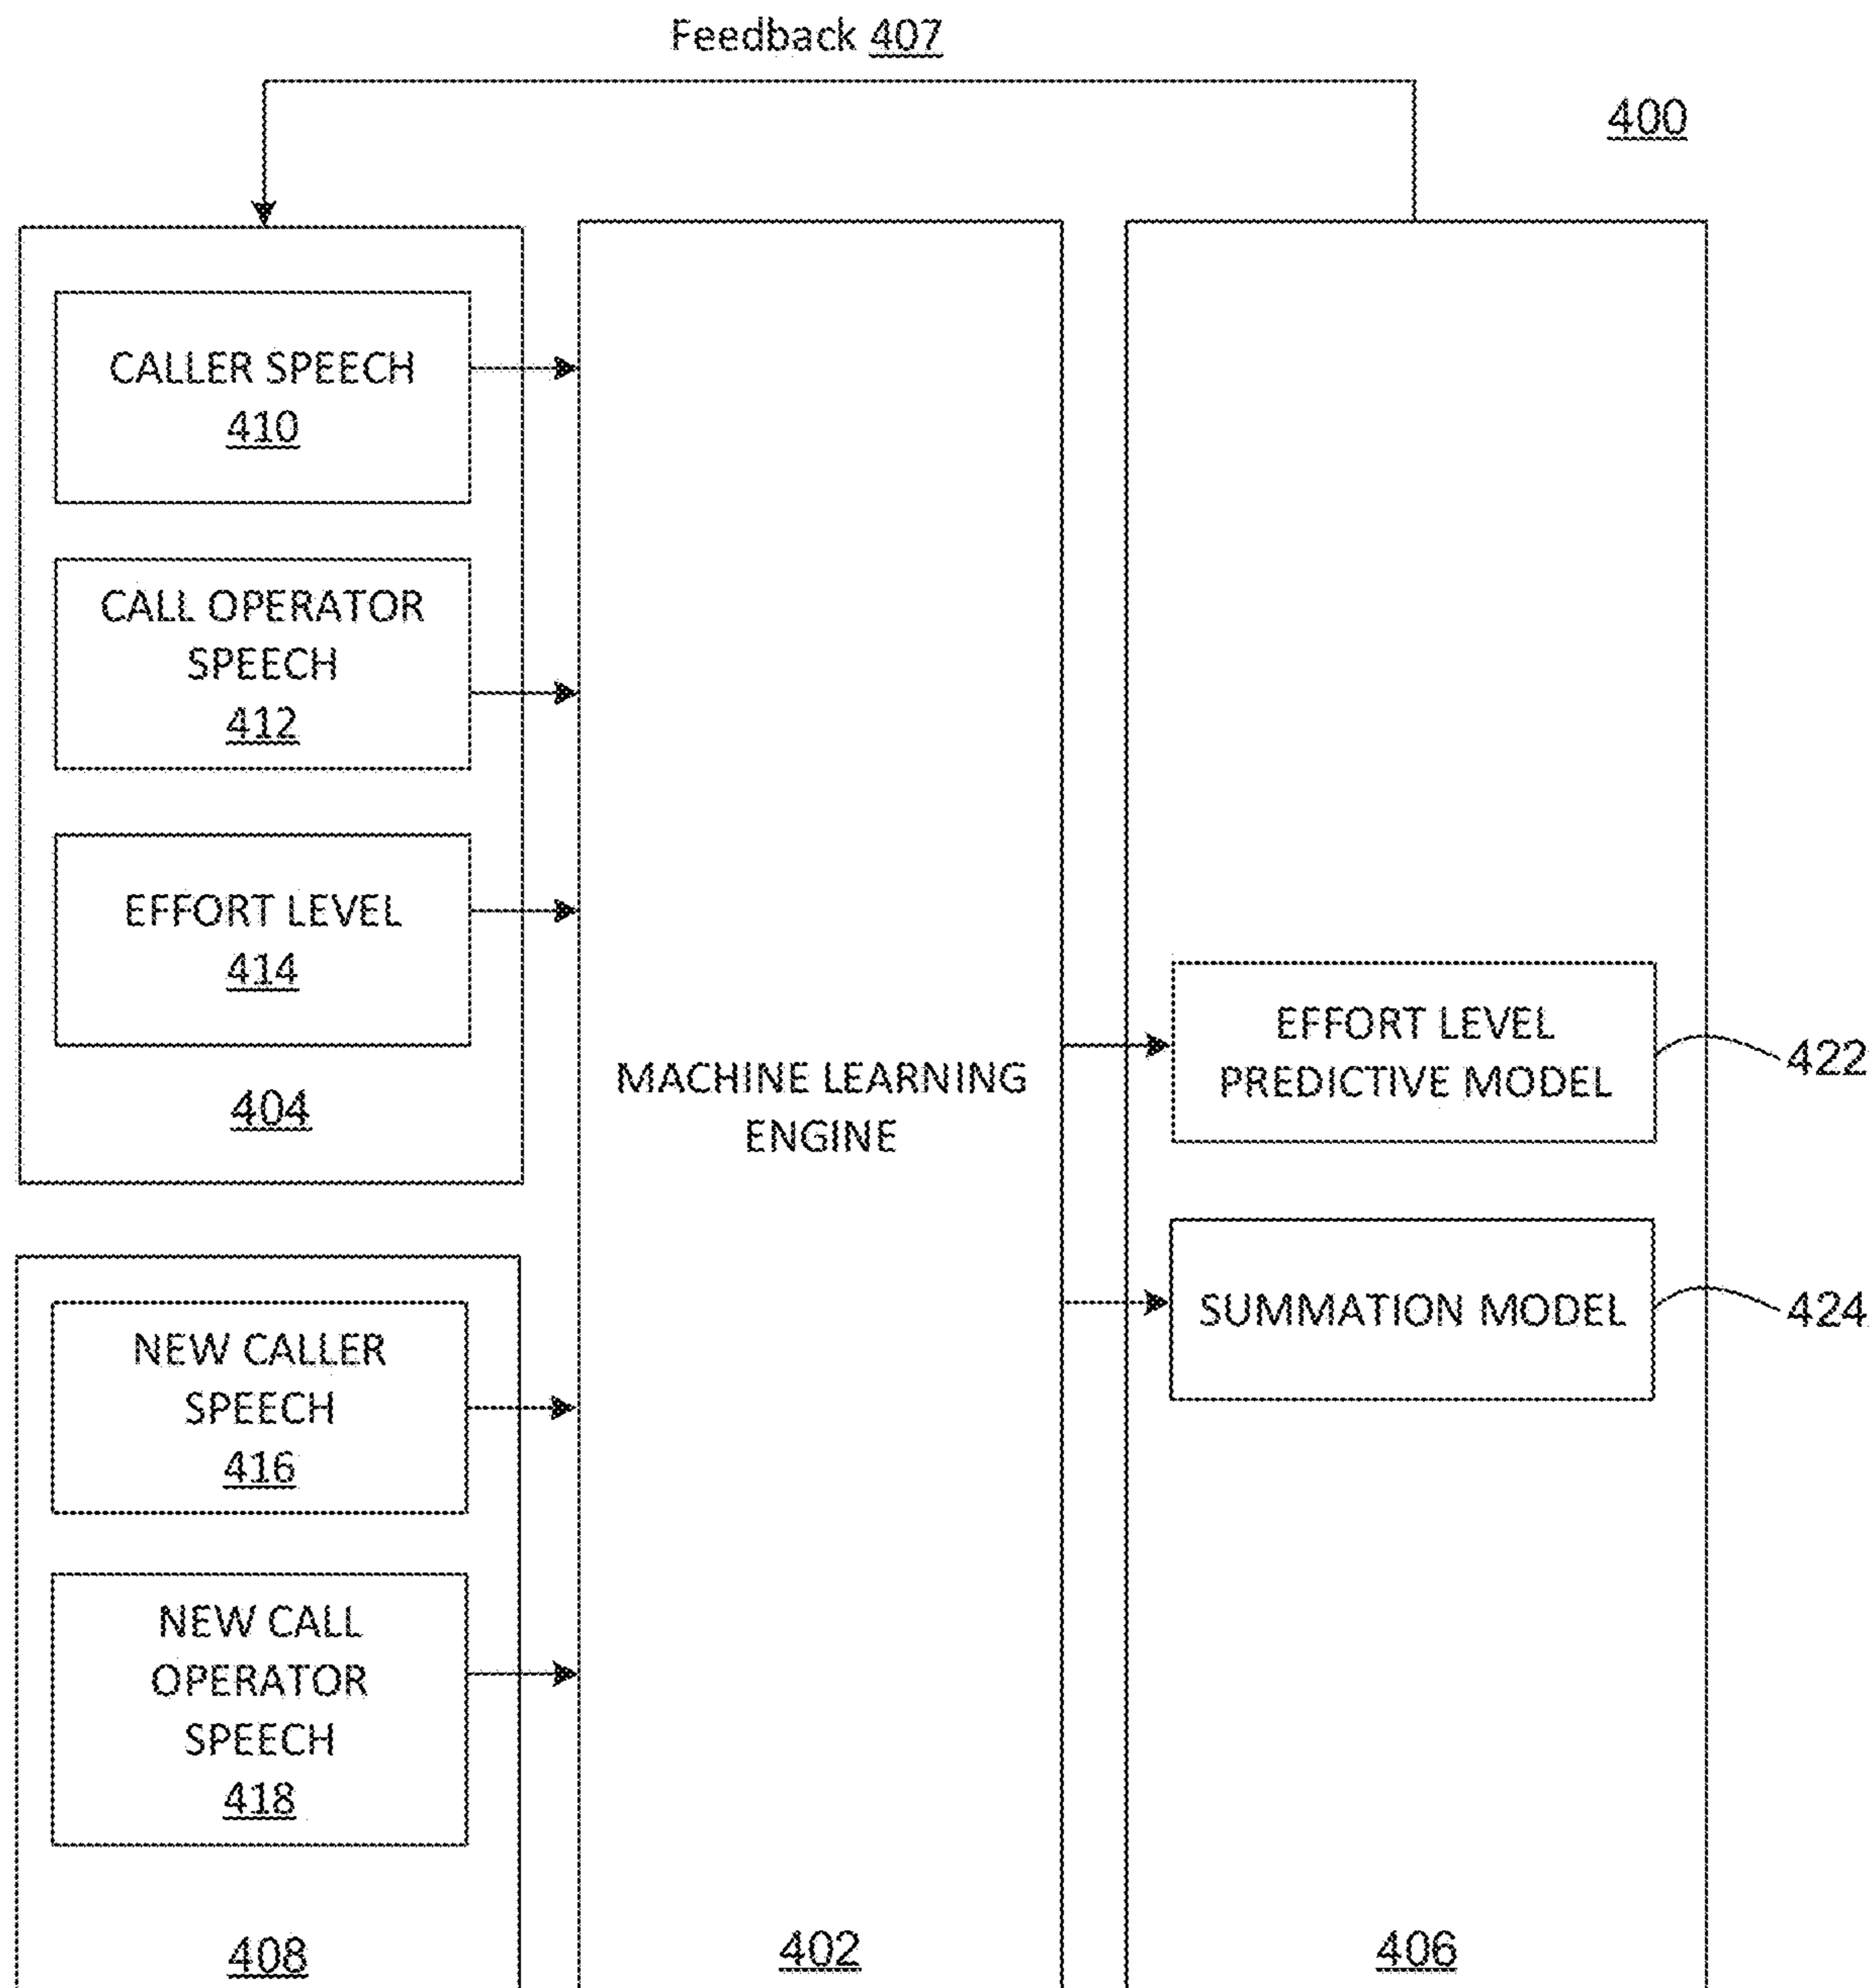 Feedback 407
400
CALLER SPEECH
410
CALL OPERATOR
SPEECH
412
EFFORT LEVEL
414
404
NEW CALLER
SPEECH
416
NEW CALL
OPERATOR
SPEECH
418
408
MACHINE LEARNING
ENGINE
402
EFFORT LEVEL
PREDICTIVE MODEL
422
SUMMATION MODEL
424
406